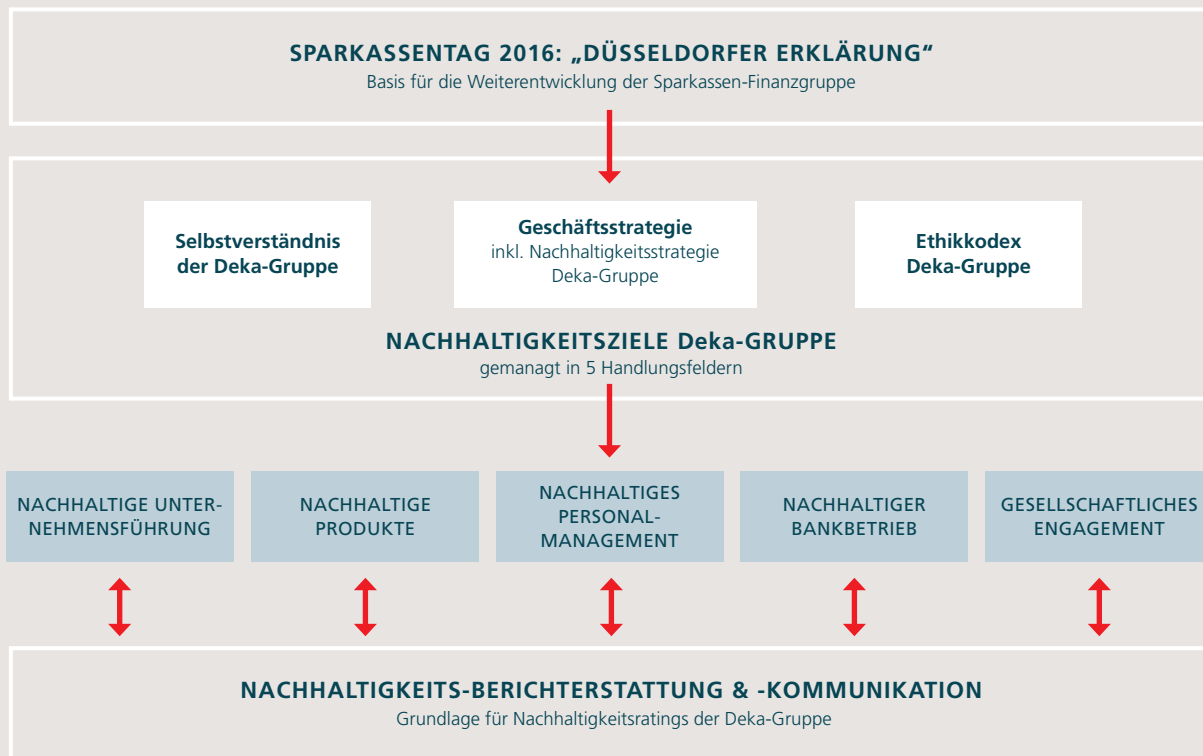 SPARKASSENTAG 2016: „DÜSSELDORFER ERKLÄRUNG“
Basis für die Weiterentwicklung der Sparkassen-Finanzgruppe
Selbstverständnis
der Deka-Gruppe
Geschäftsstrategie
inkl. Nachhaltigkeitsstrategie
Deka-Gruppe
Ethikkodex
Deka-Gruppe
NACHHALTIGKEITSZIELE Deka-GRUPPE
gemanagt in 5 Handlungsfeldern
NACHHALTIGE UNTER-
NEHMENSFÜHRUNG
NACHHALTIGE
PRODUKTE
NACHHALTIGES
PERSONAL-
MANAGEMENT
NACHHALTIGER
BANKBETRIEB
GESELLSCHAFTLICHES
ENGAGEMENT
NACHHALTIGKEITS-BERICHTERSTATTUNG & -KOMMUNIKATION
Grundlage für Nachhaltigkeitsratings der Deka-Gruppe